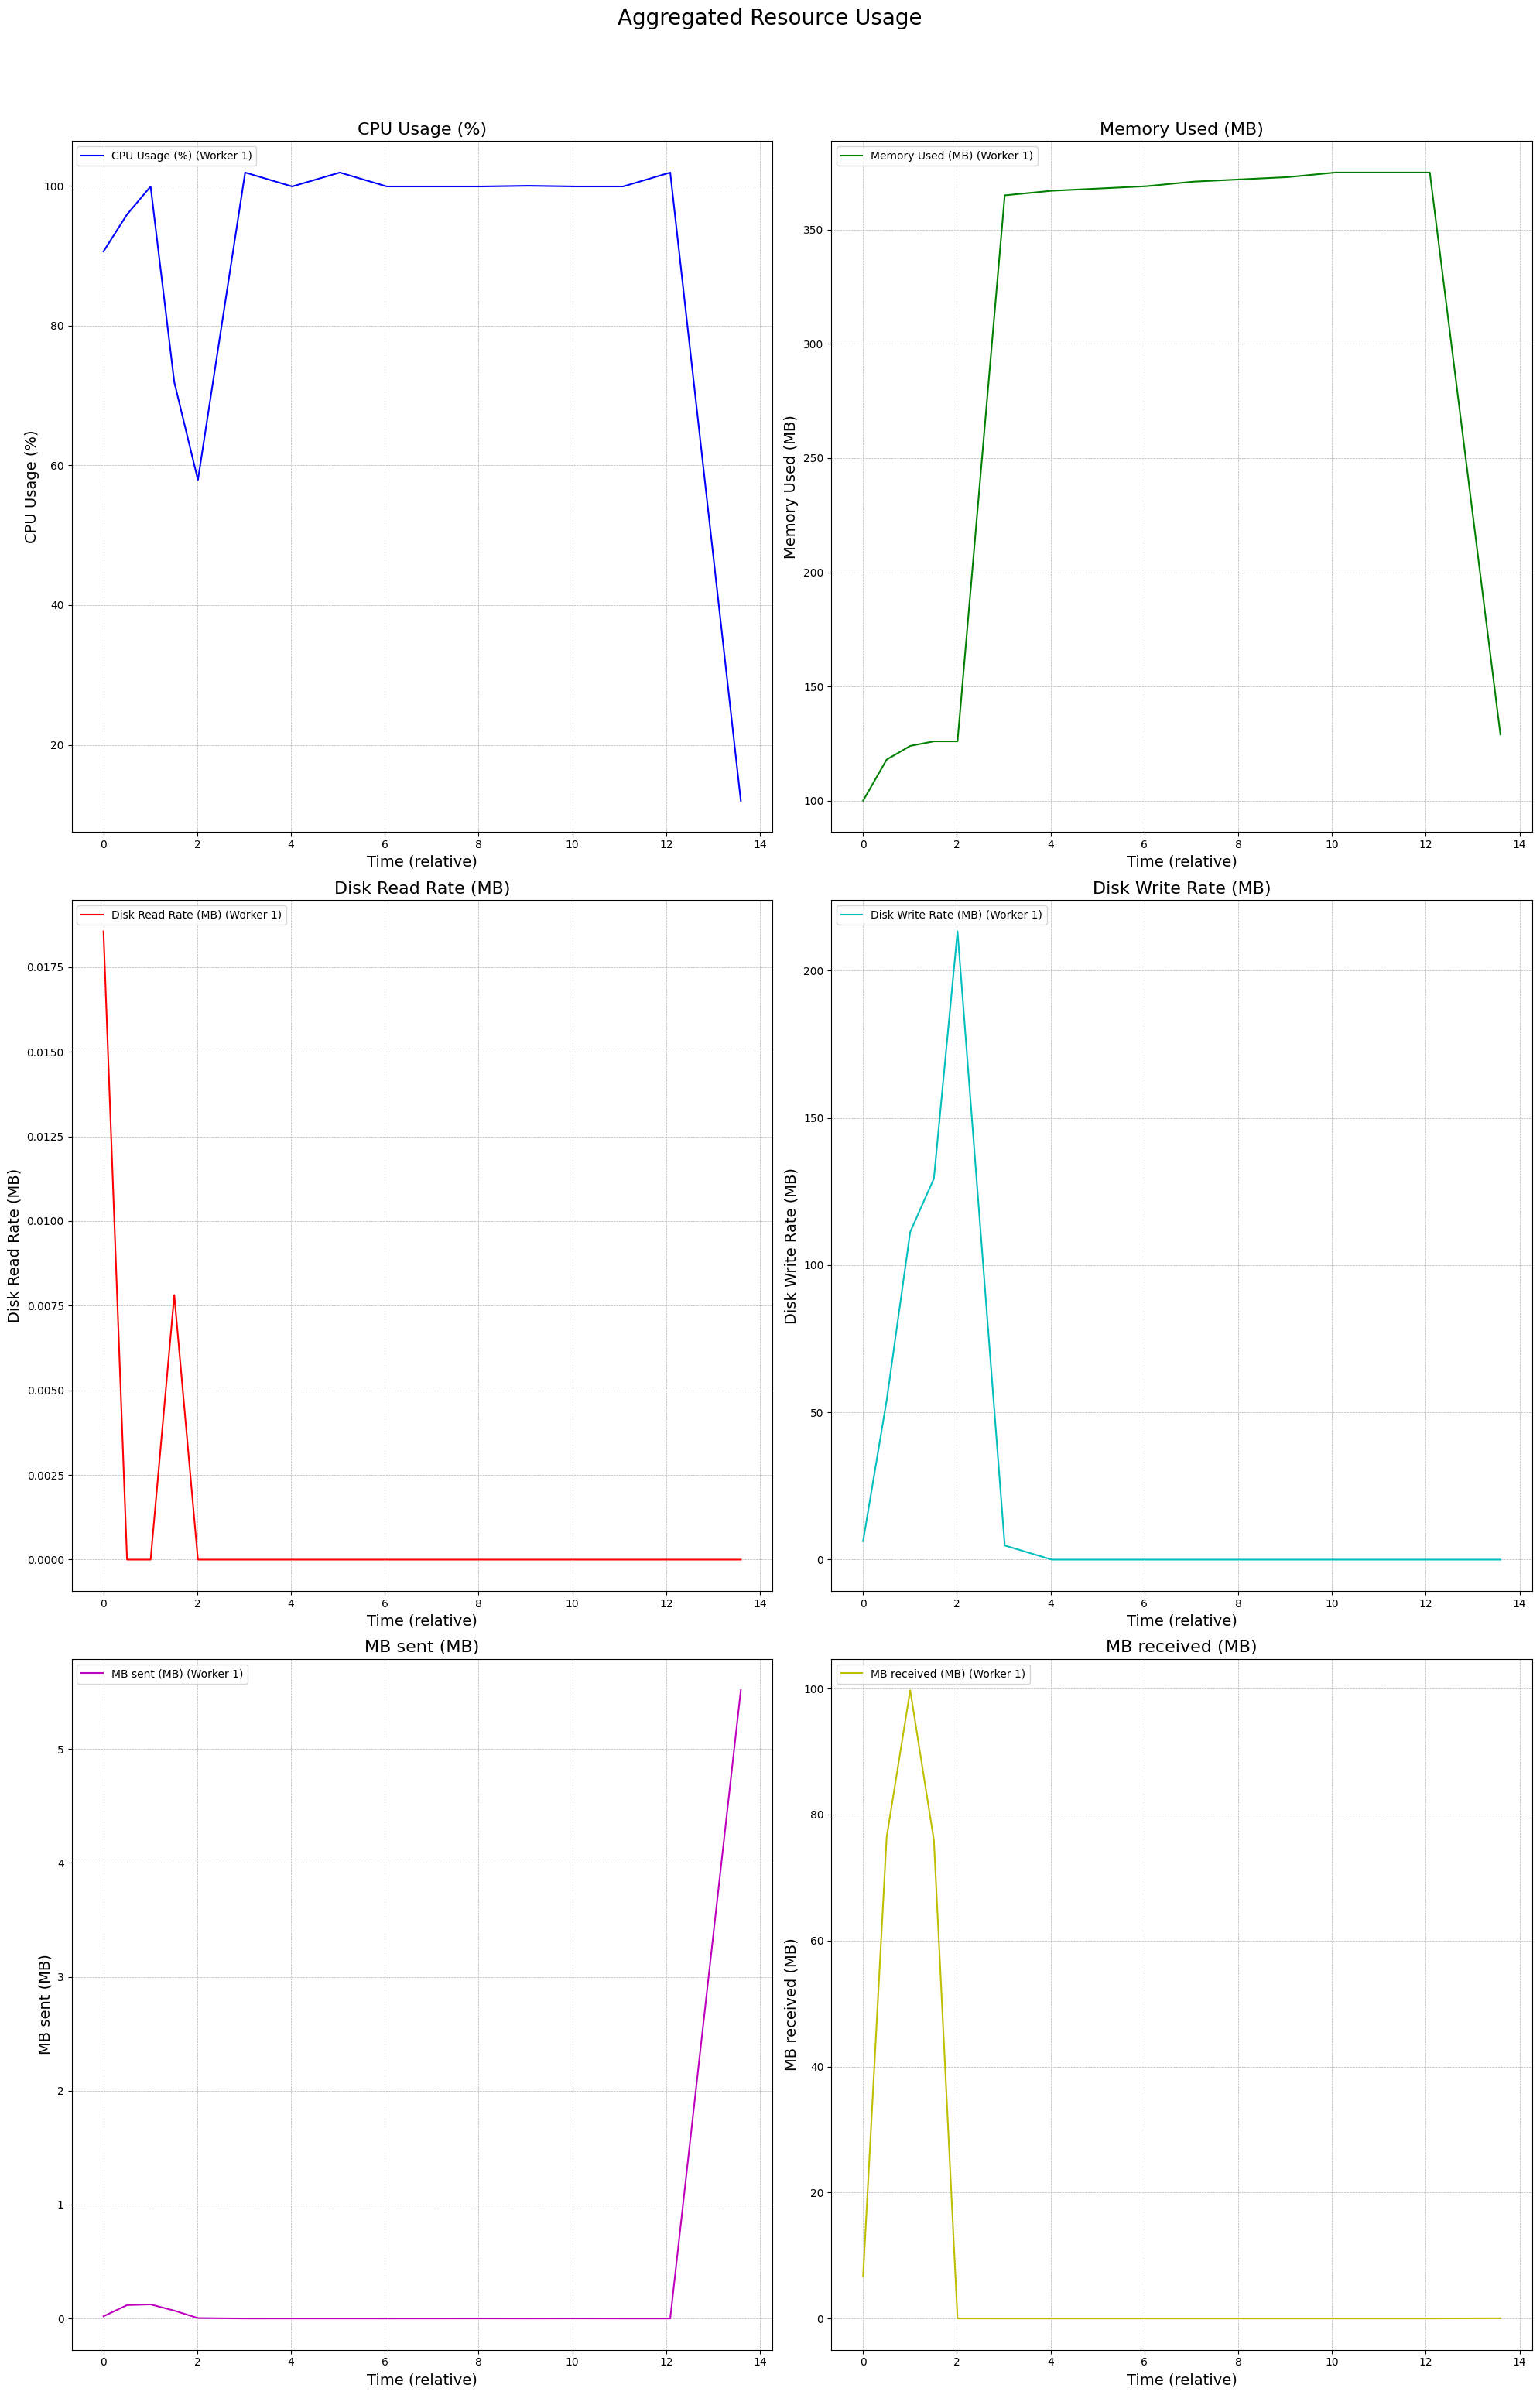 Aggregated Resource Usage
CPU Usage (%)
CPU Usage (%) (Worker 1)
CPU Usage (%)
100
80
60
40
20
0 2 4 6 8 10 12 14
Time (relative)
Memory Used (MB)
Memory Used (MB) (Worker 1)
Memory Used (MB)
350
300
250
200
150
100
0 2 4 6 8 10 12 14
Time (relative)
Disk Read Rate (MB)
Disk Read Rate (MB) (Worker 1)
Disk Read Rate (MB)
0.0175
0.0150
0.0125
0.0100
0.0075
0.0050
0.0025
0.0000
0 2 4 6 8 10 12 14
Time (relative)
Disk Write Rate (MB)
Disk Write Rate (MB) (Worker 1)
Disk Write Rate (MB)
200
150
100
50
0
0 2 4 6 8 10 12 14
Time (relative)
MB sent (MB)
MB sent (MB) (Worker 1)
MB sent (MB)
5
4
3
2
1
0
0 2 4 6 8 10 12 14
Time (relative)
MB received (MB)
MB received (MB) (Worker 1)
MB received (MB)
100
80
60
40
20
0
0 2 4 6 8 10 12 14
Time (relative)